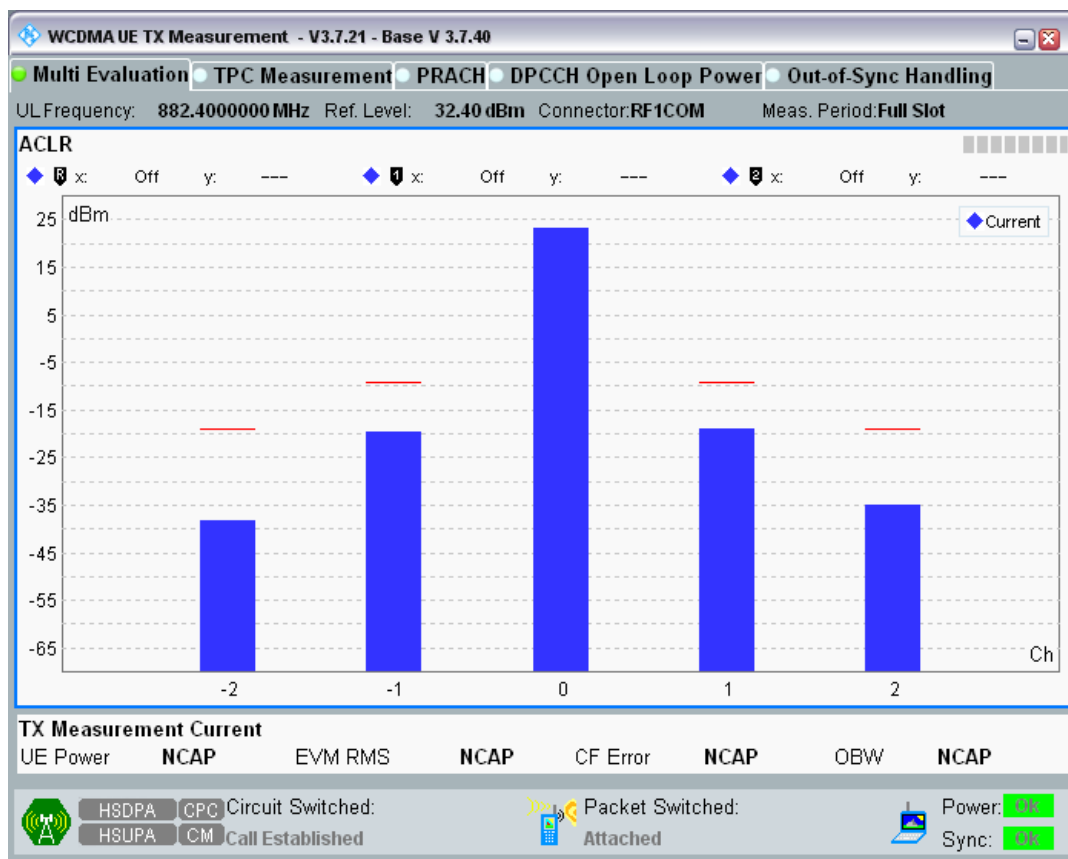 WCDMA UE TX Measurement - V3.7.21 - Base V 3.7.40
Multi Evaluation TPC Measurement PRACH DPCCH Open Loop Power Out-of-Sync Handling
UL Frequency: 882.4000000 MHz Ref. Level: 32.40 dBm Connector:RF1COM Meas. Period:Full Slot
ACLR
R x: Off y: --- 1 x: Off y: --- 2 x: Off y: ---
dBm
Current
25
15
5
-5
-15
-25
-35
-45
-55
-65
Ch
-2 -1 0 1 2
TX Measurement Current
UE Power NCAP EVM RMS NCAP CF Error NCAP OBW NCAP
HSDPA CPC Circuit Switched: Packet Switched: Power: OK
HSUPA CM Call Established Attached Sync: OK